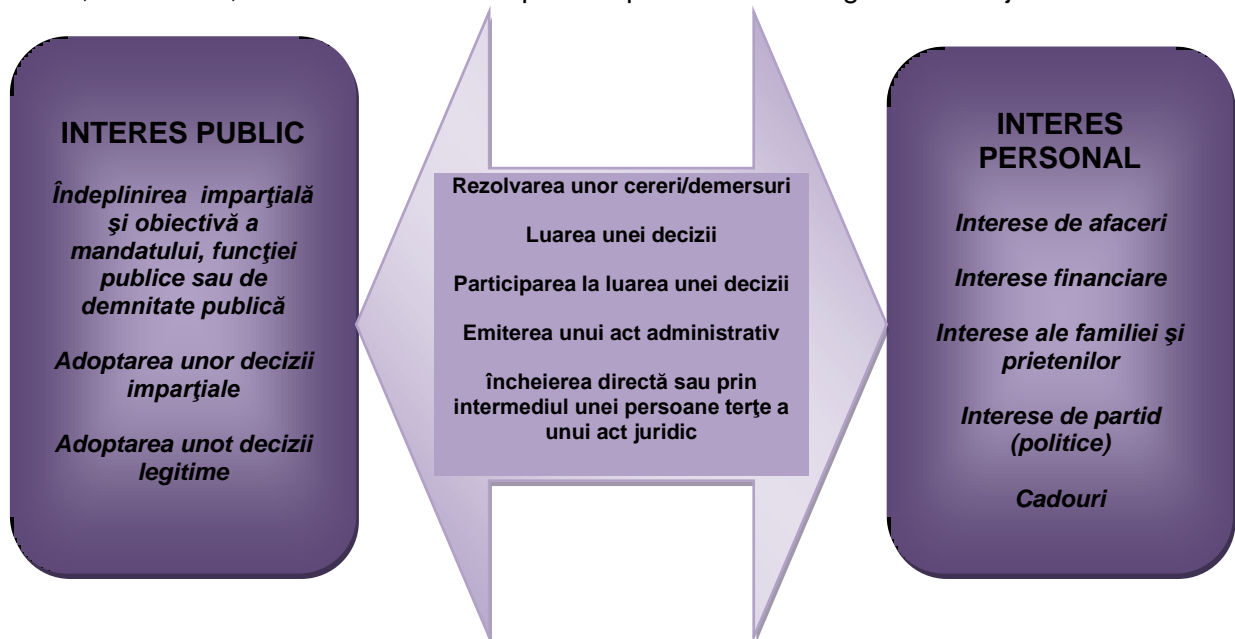 INTERES PUBLIC
Îndeplinirea imparţială
şi obiectivă a
mandatului, funcţiei
publice sau de
demnitate publică
Adoptarea unor decizii
imparţiale
Adoptarea unot decizii
legitime
Rezolvarea unor cereri/demersuri
Luarea unei decizii
Participarea la luarea unei decizii
Emiterea unui act administrativ
încheierea directă sau prin
intermediul unei persoane terţe a
unui act juridic
INTERES
PERSONAL
Interese de afaceri
Interese financiare
Interese ale familiei şi
prietenilor
Interese de partid
(politice)
Cadouri